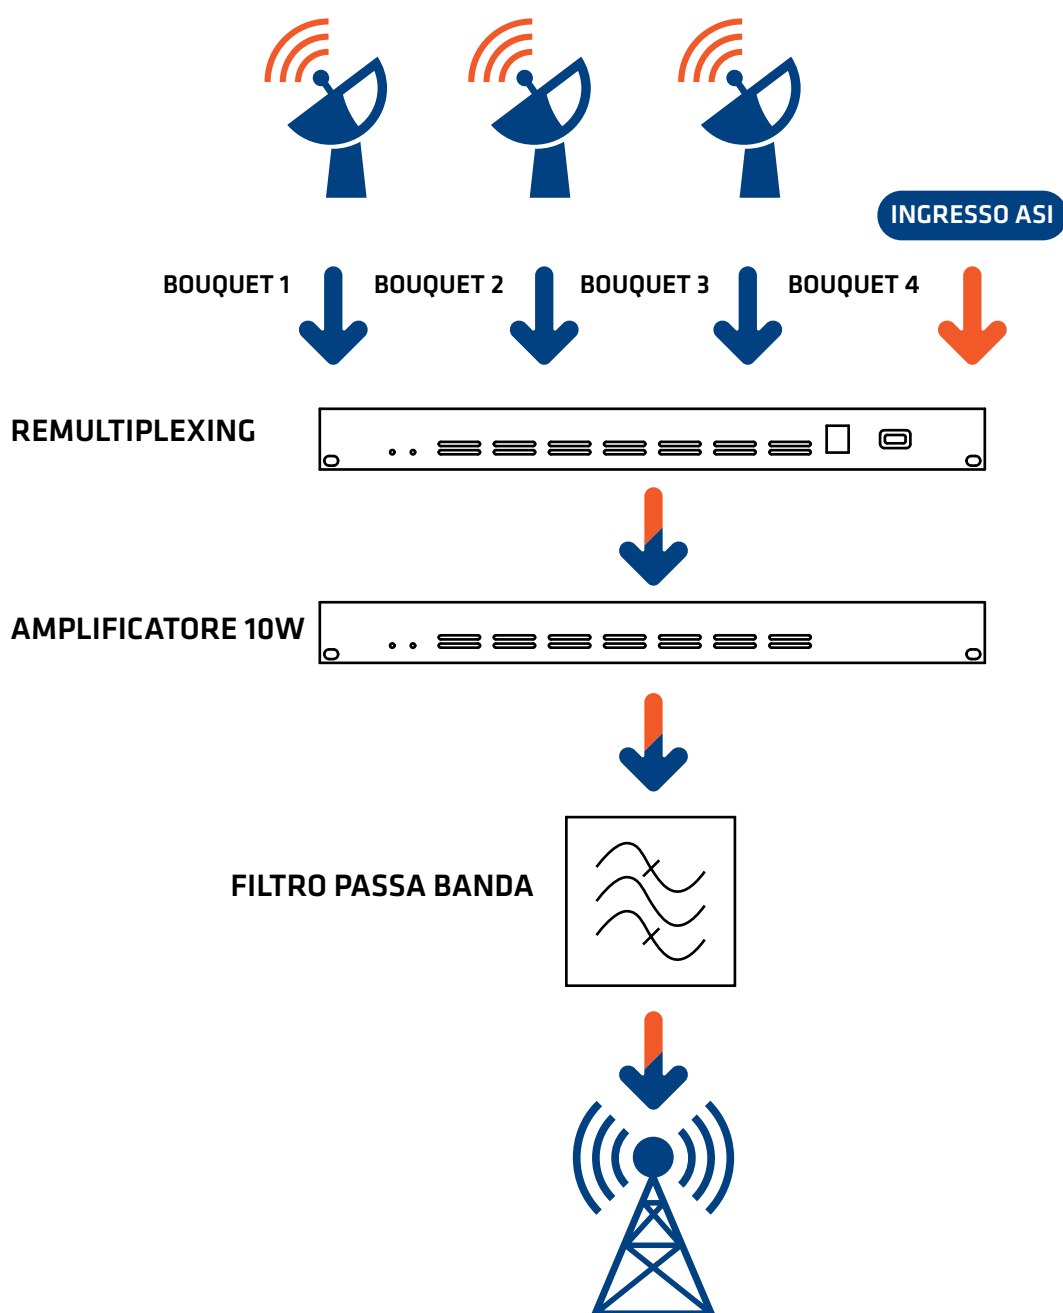 INGRESSO ASI
BOUQUET 1
BOUQUET 2
BOUQUET 3
BOUQUET 4
REMULTIPLEXING
AMPLIFICATORE 10W
FILTRO PASSA BANDA